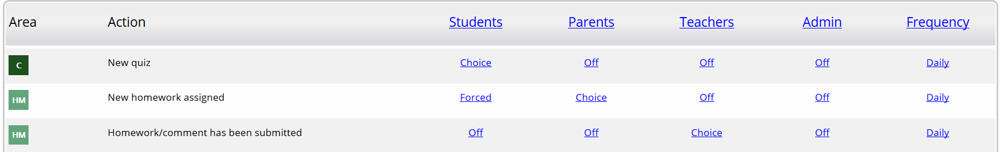 Area Action Students Parents Teachers Admin Frequency
C New quiz Choice Off Off Off Daily
HM New homework assigned Forced Choice Off Off Daily
HM Homework/comment has been submitted Off Off Choice Off Daily